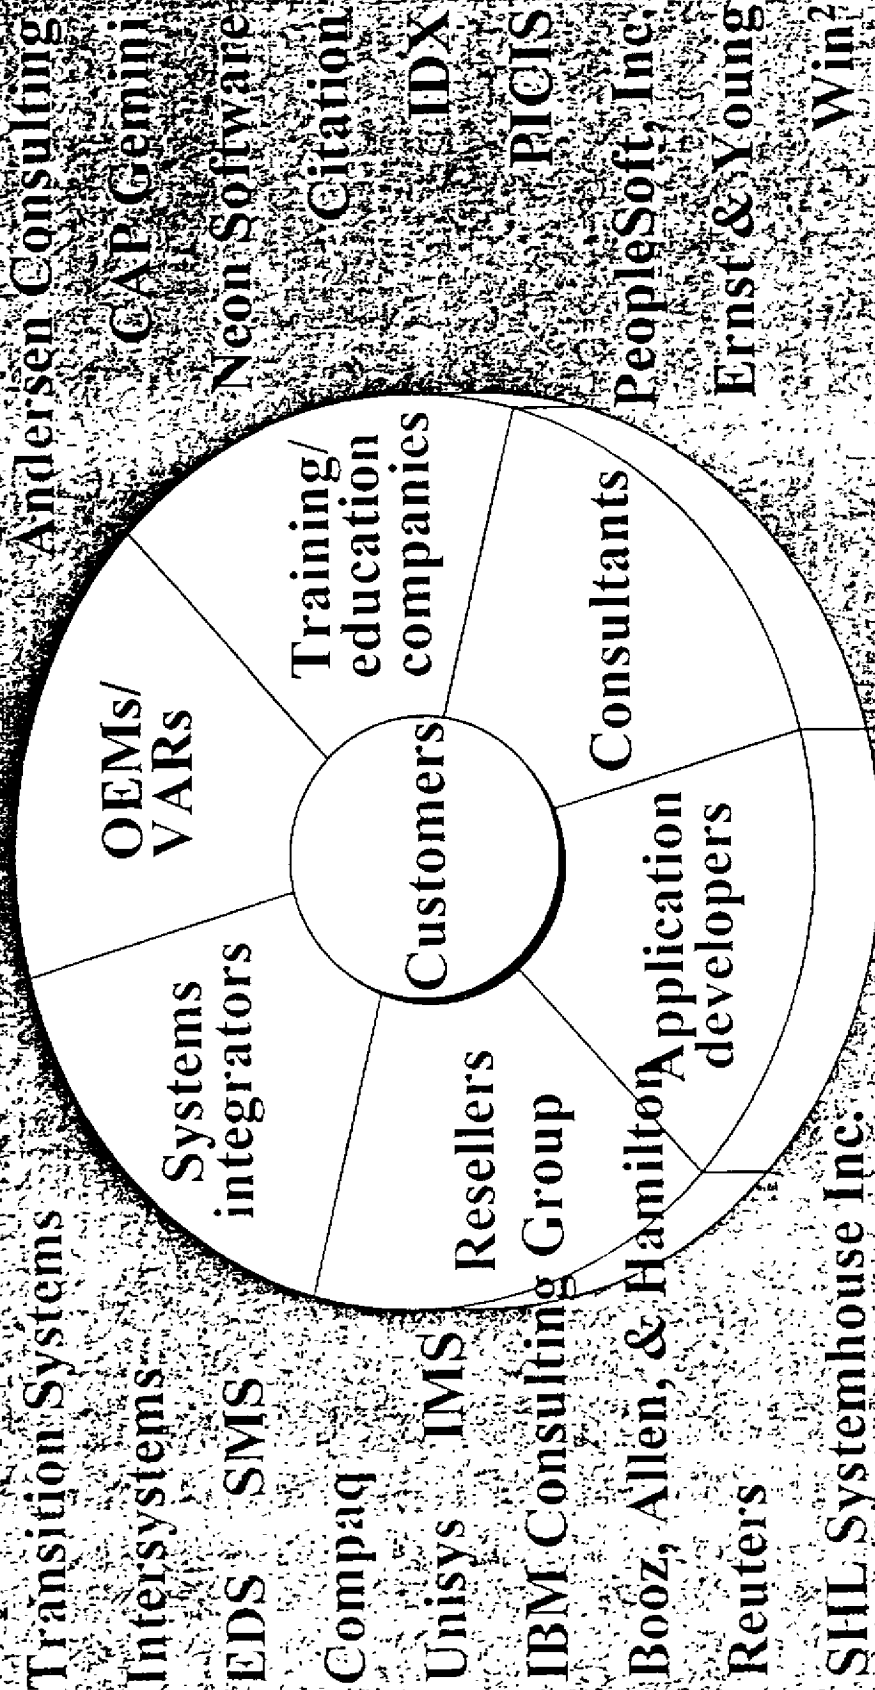 Transition Systems
Andersen Consulting
Intersystems
CAP Gemini
EDS SMS
Neon Software
Compaq
Citation
Unisys IMS
IDX
IBM Consulting Group
PICIS
Booz, Allen, & Hamilton
PeopleSoft, Inc.
Reuters
Ernst & Young
SHL Systemhouse Inc.
Win²
OEMs/
VARs
Systems
integrators
Training/
education
companies
Customers
Resellers
Consultants
Application
developers